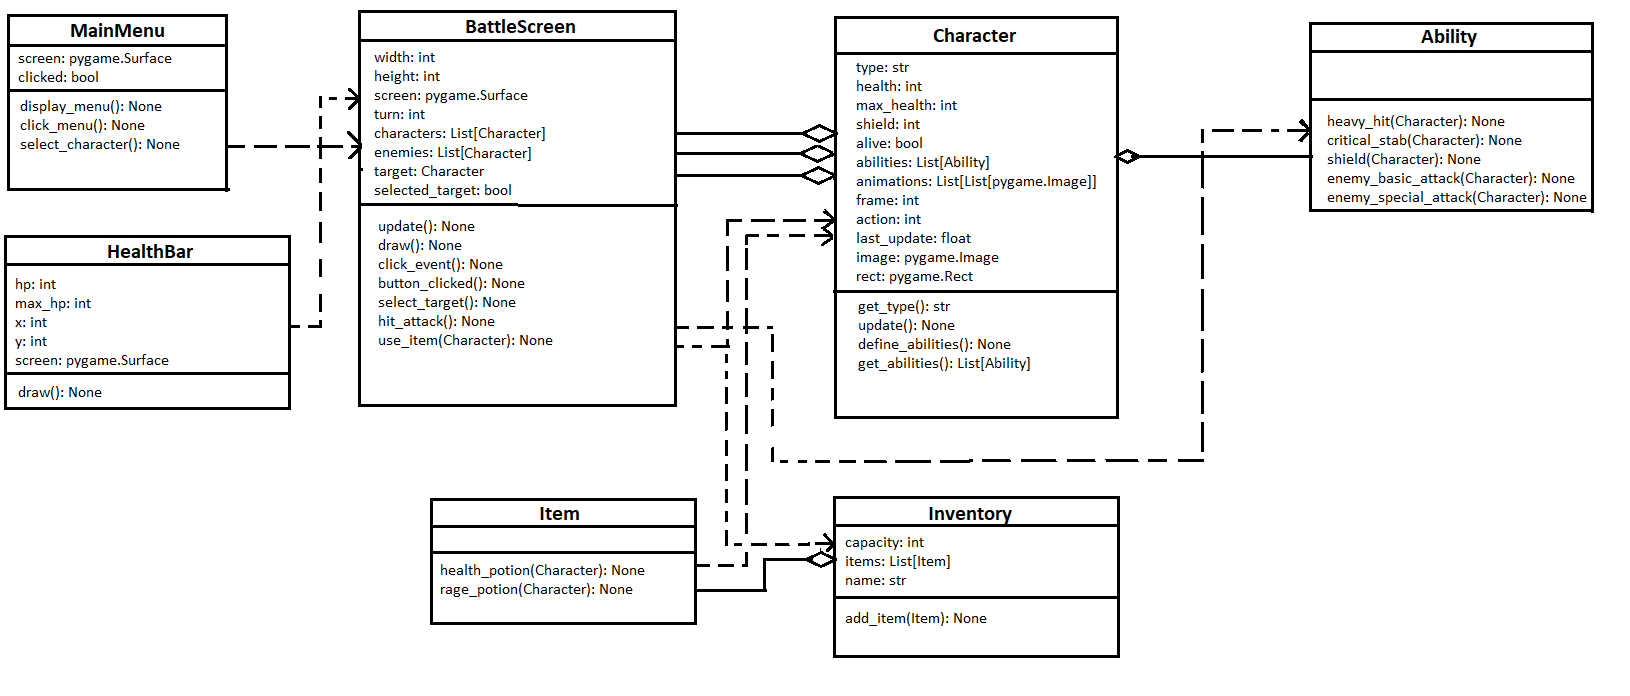 MainMenu
screen: pygame.Surface
clicked: bool
display_menu(): None
click_menu(): None
select_character(): None
HealthBar
hp: int
max_hp: int
x: int
y: int
screen: pygame.Surface
draw(): None
BattleScreen
width: int
height: int
screen: pygame.Surface
turn: int
characters: List[Character]
enemies: List[Character]
target: Character
selected_target: bool
update(): None
draw(): None
click_event(): None
button_clicked(): None
select_target(): None
hit_attack(): None
use_item(Character): None
Character
type: str
health: int
max_health: int
shield: int
alive: bool
abilities: List[Ability]
animations: List[List[pygame.Image]]
frame: int
action: int
last_update: float
image: pygame.Image
rect: pygame.Rect
get_type(): str
update(): None
define_abilities(): None
get_abilities(): List[Ability]
Ability
heavy_hit(Character): None
critical_stab(Character): None
shield(Character): None
enemy_basic_attack(Character): None
enemy_special_attack(Character): None
Item
health_potion(Character): None
rage_potion(Character): None
Inventory
capacity: int
items: List[Item]
name: str
add_item(Item): None